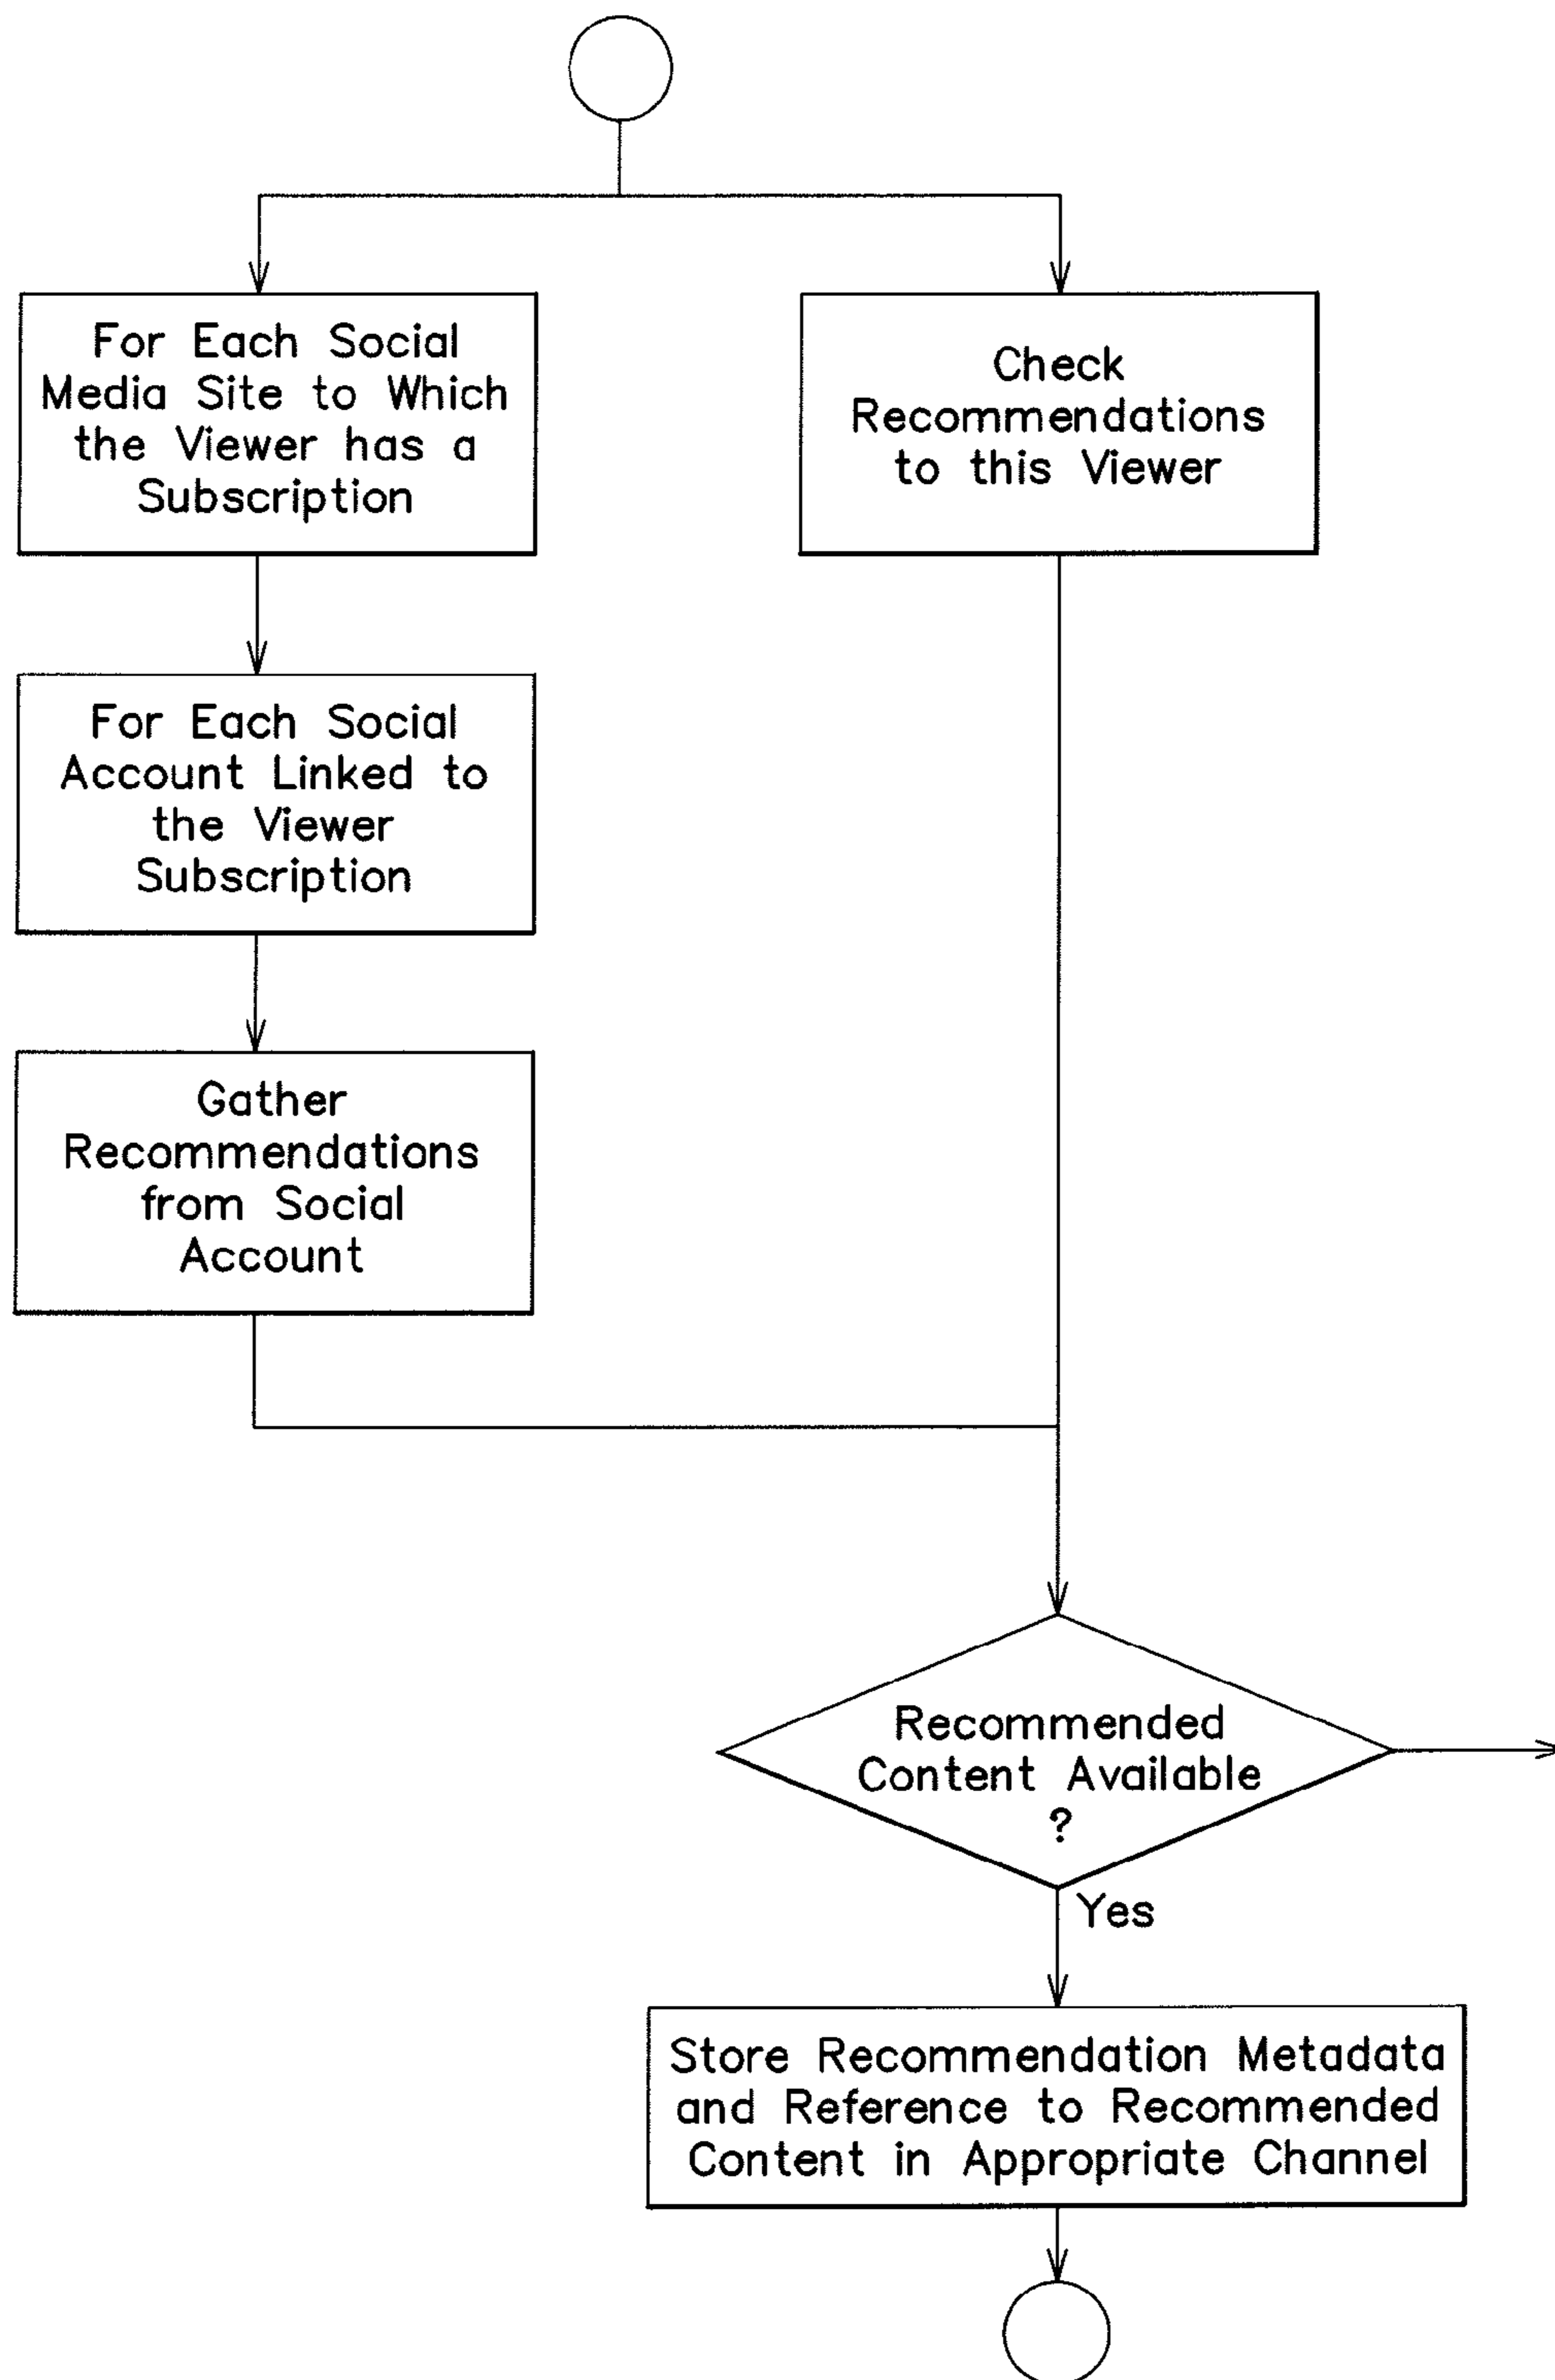 For Each Social
Media Site to Which
the Viewer has a
Subscription
Check
Recommendations
to this Viewer
For Each Social
Account Linked to
the Viewer
Subscription
Gather
Recommendations
from Social
Account
Recommended
Content Available
?
Yes
Store Recommendation Metadata
and Reference to Recommended
Content in Appropriate Channel